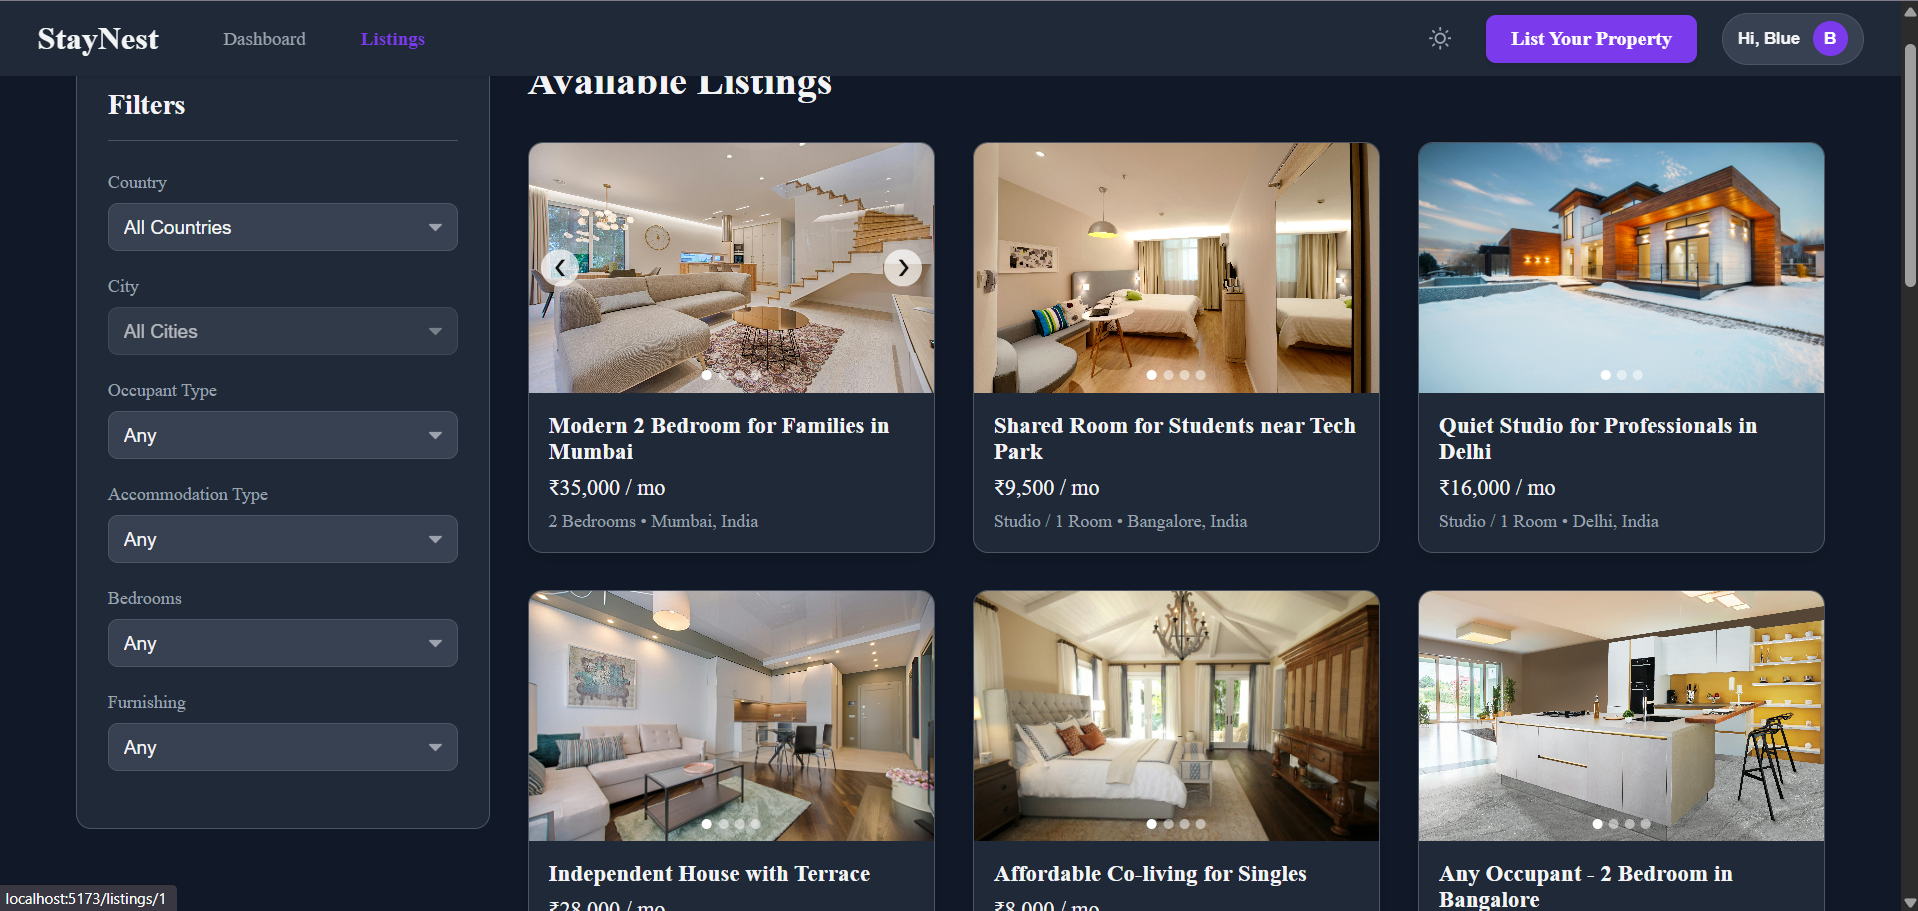 StayNest
Dashboard
Listings
List Your Property
Hi, Blue
B
Filters
Country
All Countries
City
All Cities
Occupant Type
Any
Accommodation Type
Any
Bedrooms
Any
Furnishing
Any
Available Listings
Modern 2 Bedroom for Families in
Mumbai
₹35,000 / mo
2 Bedrooms • Mumbai, India
Shared Room for Students near Tech
Park
₹9,500 / mo
Studio / 1 Room • Bangalore, India
Quiet Studio for Professionals in
Delhi
₹16,000 / mo
Studio / 1 Room • Delhi, India
Independent House with Terrace
₹28,000 / mo
Affordable Co-living for Singles
₹8,000 / mo
Any Occupant - 2 Bedroom in
Bangalore
localhost:5173/listings/1